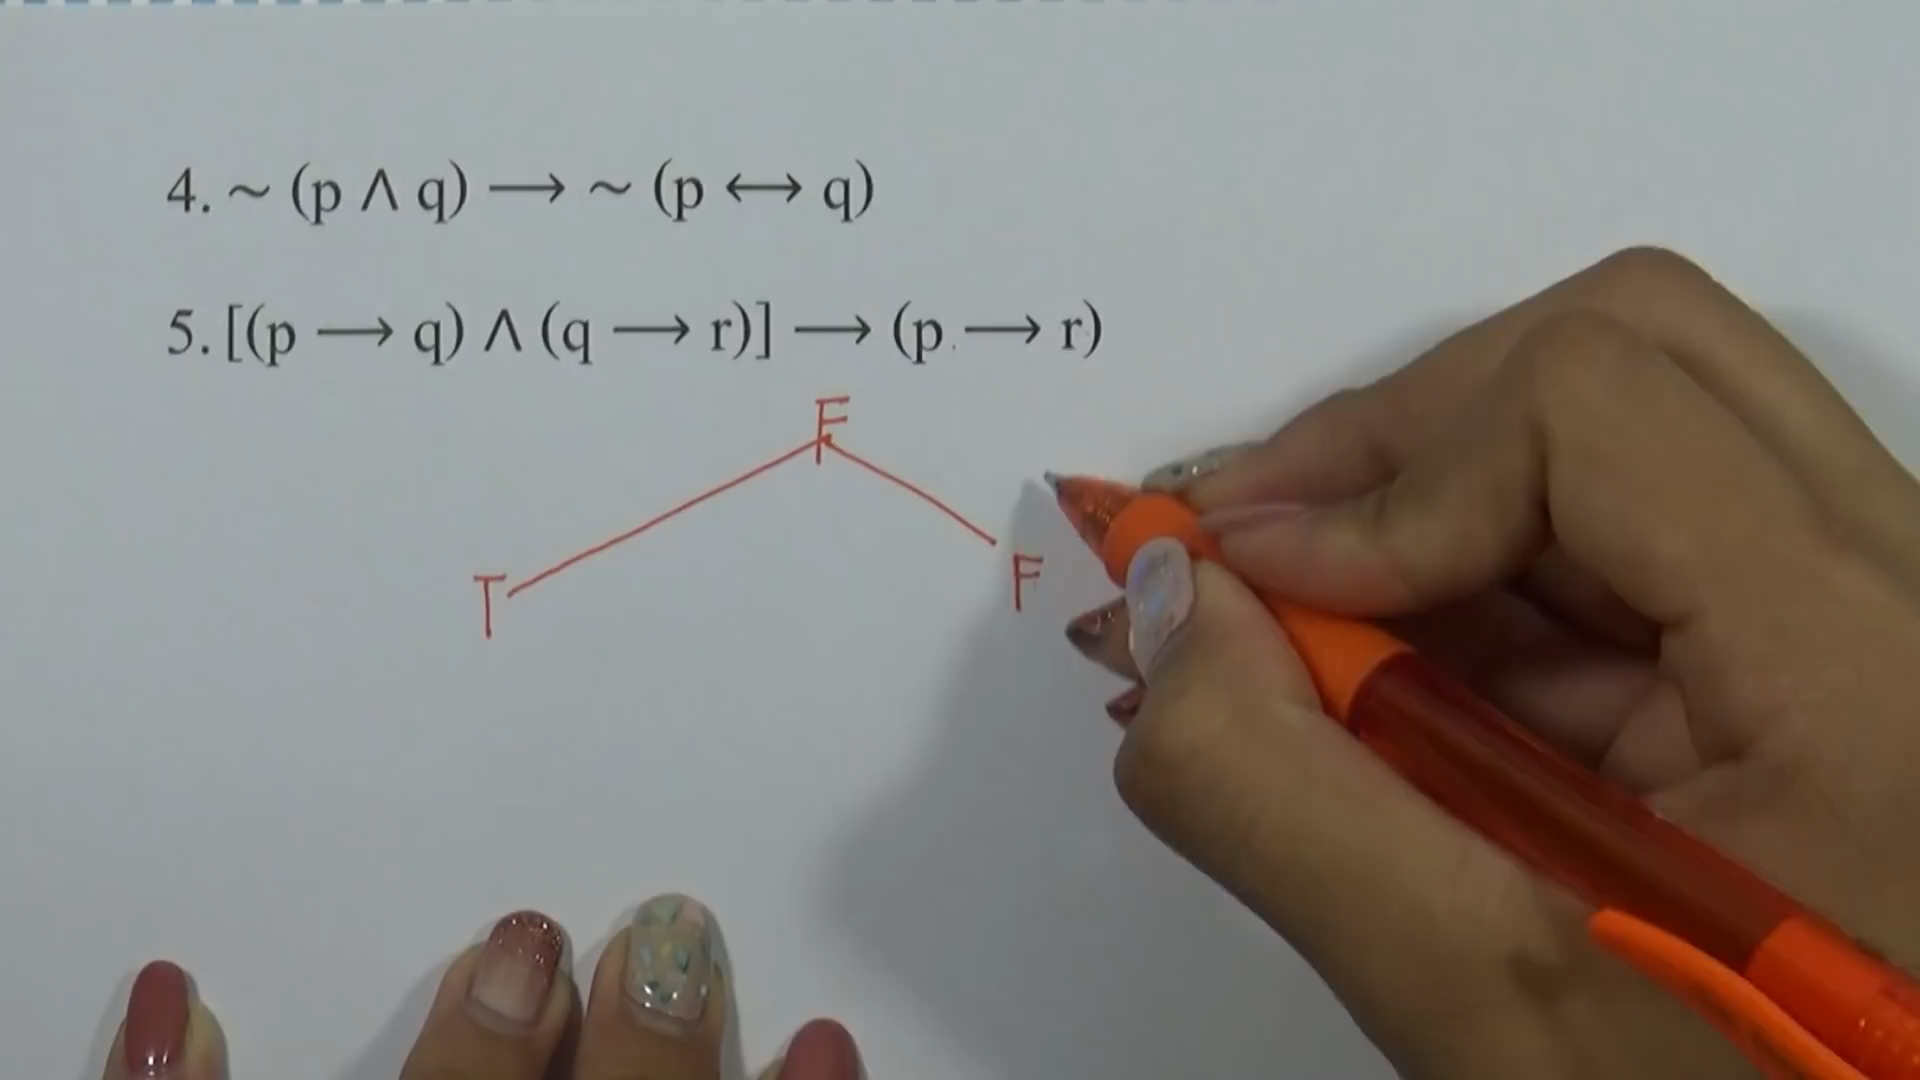 4. ~ (p ∧ q) ⟶ ~ (p ⟷ q)
5. [(p ⟶ q) ∧ (q ⟶ r)] ⟶ (p ⟶ r)
F
T F